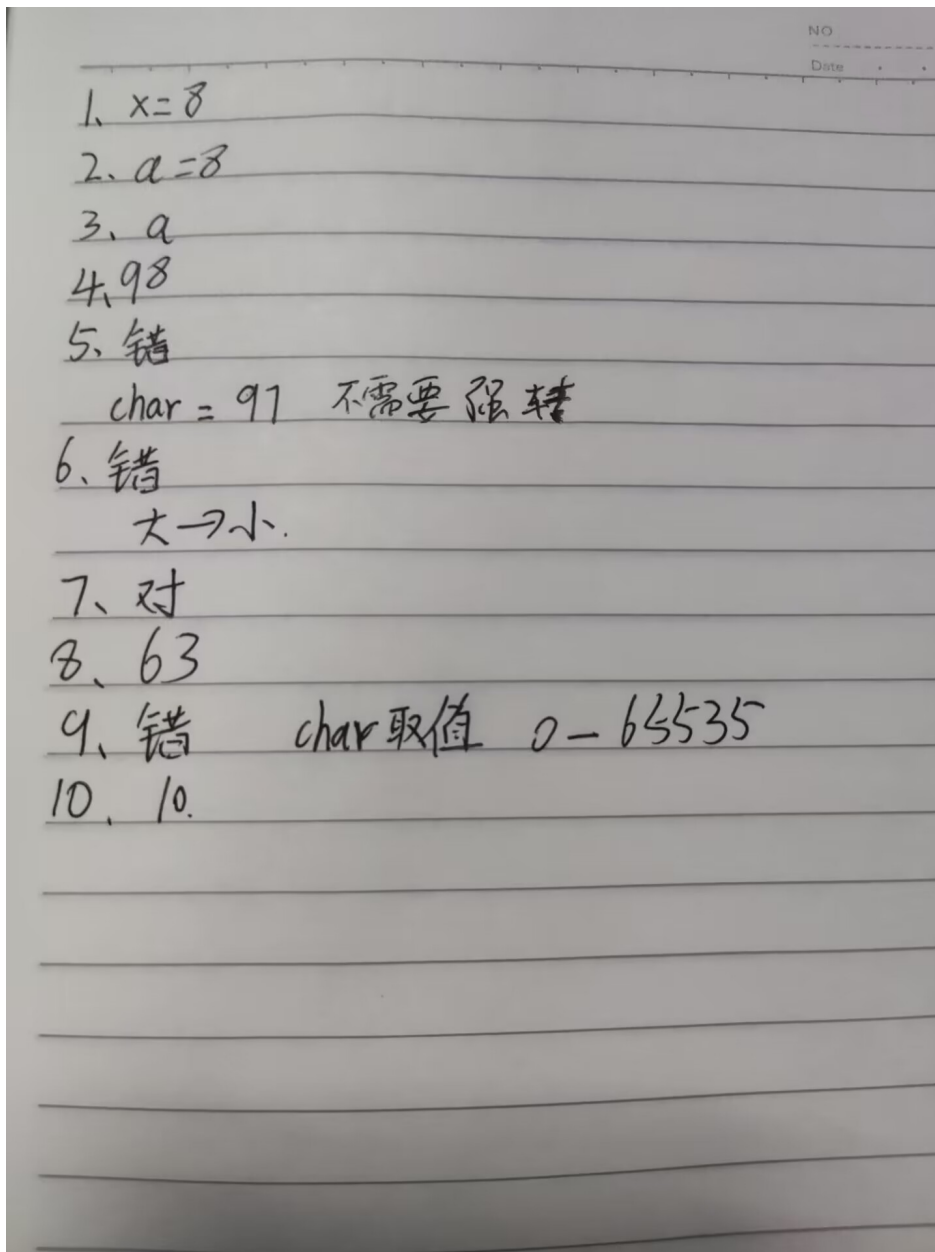 NO
Date
1、x=8
2、a=8
3、a
4、98
5、错
char = 97 不需要强转
6、错
大→小.
7、对
8、63
9、错 char取值 0-65535
10、10.